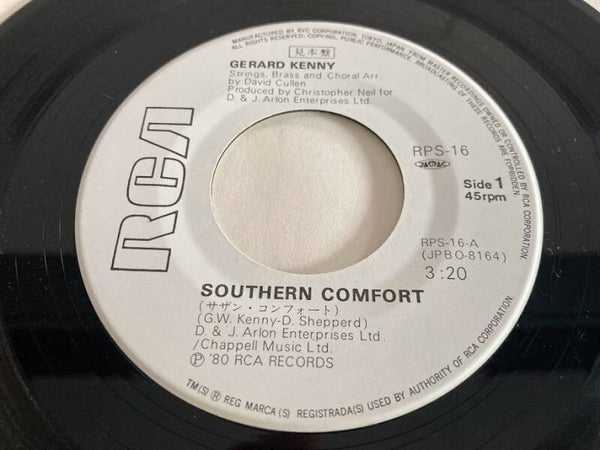 MANUFACTURED BY RVC CORPORATION, TOKYO, JAPAN FROM MASTER RECORDINGS OWNED OR CONTROLLED BY RCA CORPORATION.
ALL RIGHTS RESERVED. COPYING, PUBLIC PERFORMANCE, BROADCASTING OF THESE RECORDS ARE FORBIDDEN.
見本盤
GERARD KENNY
Strings, Brass and Choral Arr.
by David Cullen
Produced by Christopher Neil for
D. & J. Arlon Enterprises Ltd.
RCA
RPS-16
JASRAC
Side 1
45rpm
RPS-16-A
(JPBO-8164)
3:20
SOUTHERN COMFORT
(サザン・コンフォート)
(G.W. Kenny-D. Shepperd)
D. & J. Arlon Enterprises Ltd.
/Chappell Music Ltd.
Ⓟ '80 RCA RECORDS
TM(S) ® REG MARCA(S) REGISTRADA(S) USED BY AUTHORITY OF RCA CORPORATION.